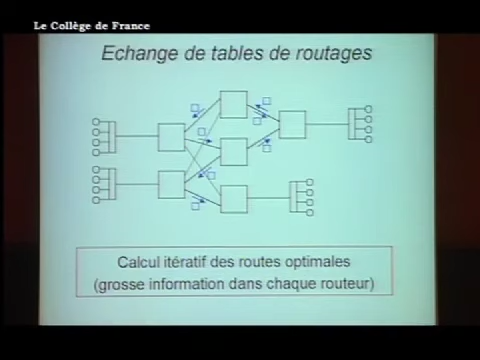 Le Collège de France
Echange de tables de routages
Calcul itératif des routes optimales
(grosse information dans chaque routeur)